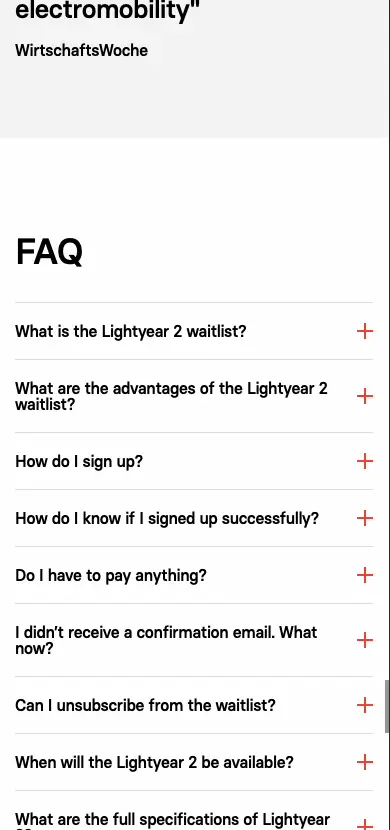 electromobility"
WirtschaftsWoche
FAQ
What is the Lightyear 2 waitlist?
What are the advantages of the Lightyear 2
waitlist?
How do I sign up?
How do I know if I signed up successfully?
Do I have to pay anything?
I didn't receive a confirmation email. What
now?
Can I unsubscribe from the waitlist?
When will the Lightyear 2 be available?
What are the full specifications of Lightyear